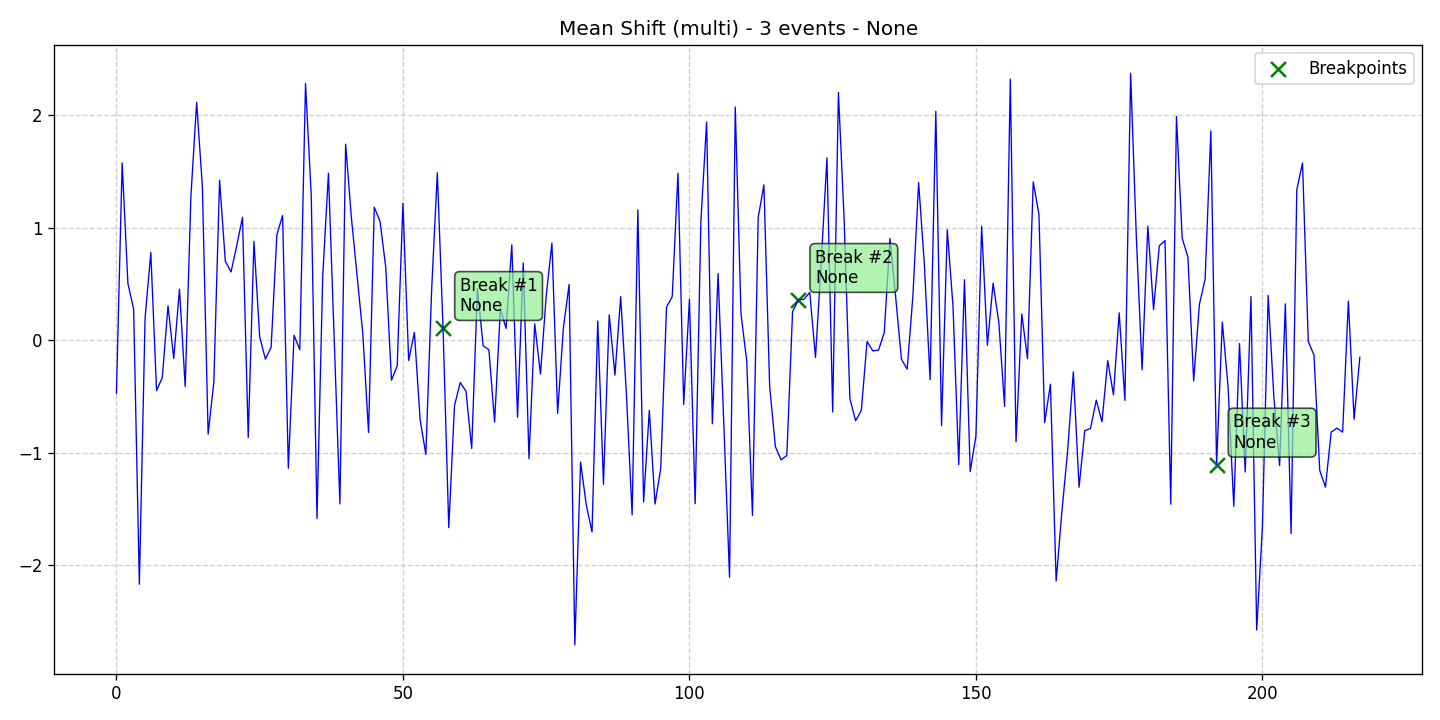 Mean Shift (multi) - 3 events - None
Breakpoints
2
1
0
−1
−2
Break #1
None
Break #2
None
Break #3
None
0
50
100
150
200